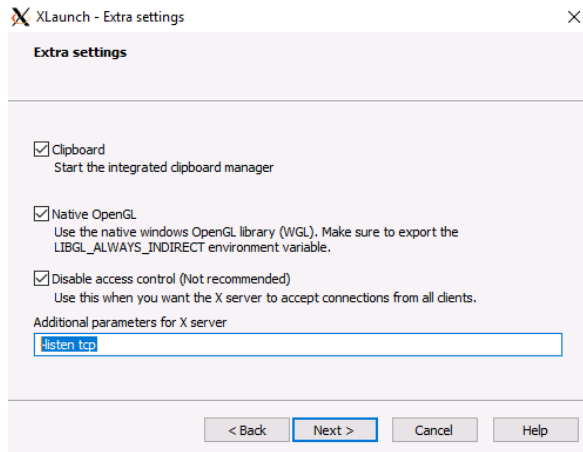 XLaunch - Extra settings
Extra settings
Clipboard
Start the integrated clipboard manager
Native OpenGL
Use the native windows OpenGL library (WGL). Make sure to export the
LIBGL_ALWAYS_INDIRECT environment variable.
Disable access control (Not recommended)
Use this when you want the X server to accept connections from all clients.
Additional parameters for X server
-listen tcp
< Back Next > Cancel Help